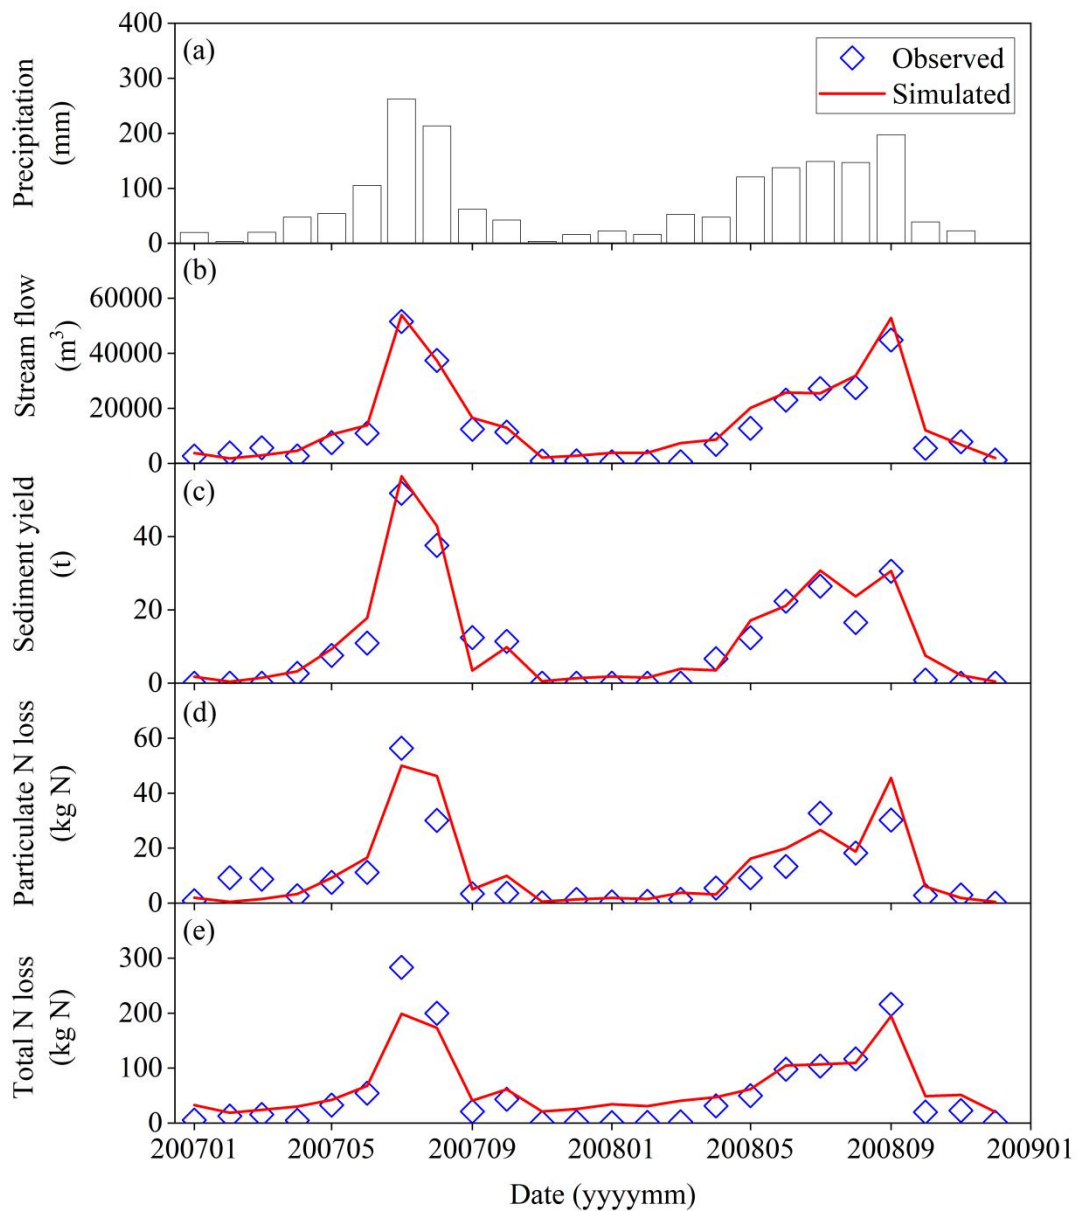 400
300
200
100
0
Precipitation
(mm)
(a)
Observed
Simulated
60000
40000
20000
0
Stream flow
(m³)
(b)
40
20
0
Sediment yield
(t)
(c)
60
40
20
0
Particulate N loss
(kg N)
(d)
300
200
100
0
Total N loss
(kg N)
(e)
200701 200705 200709 200801 200805 200809 200901
Date (yyyymm)